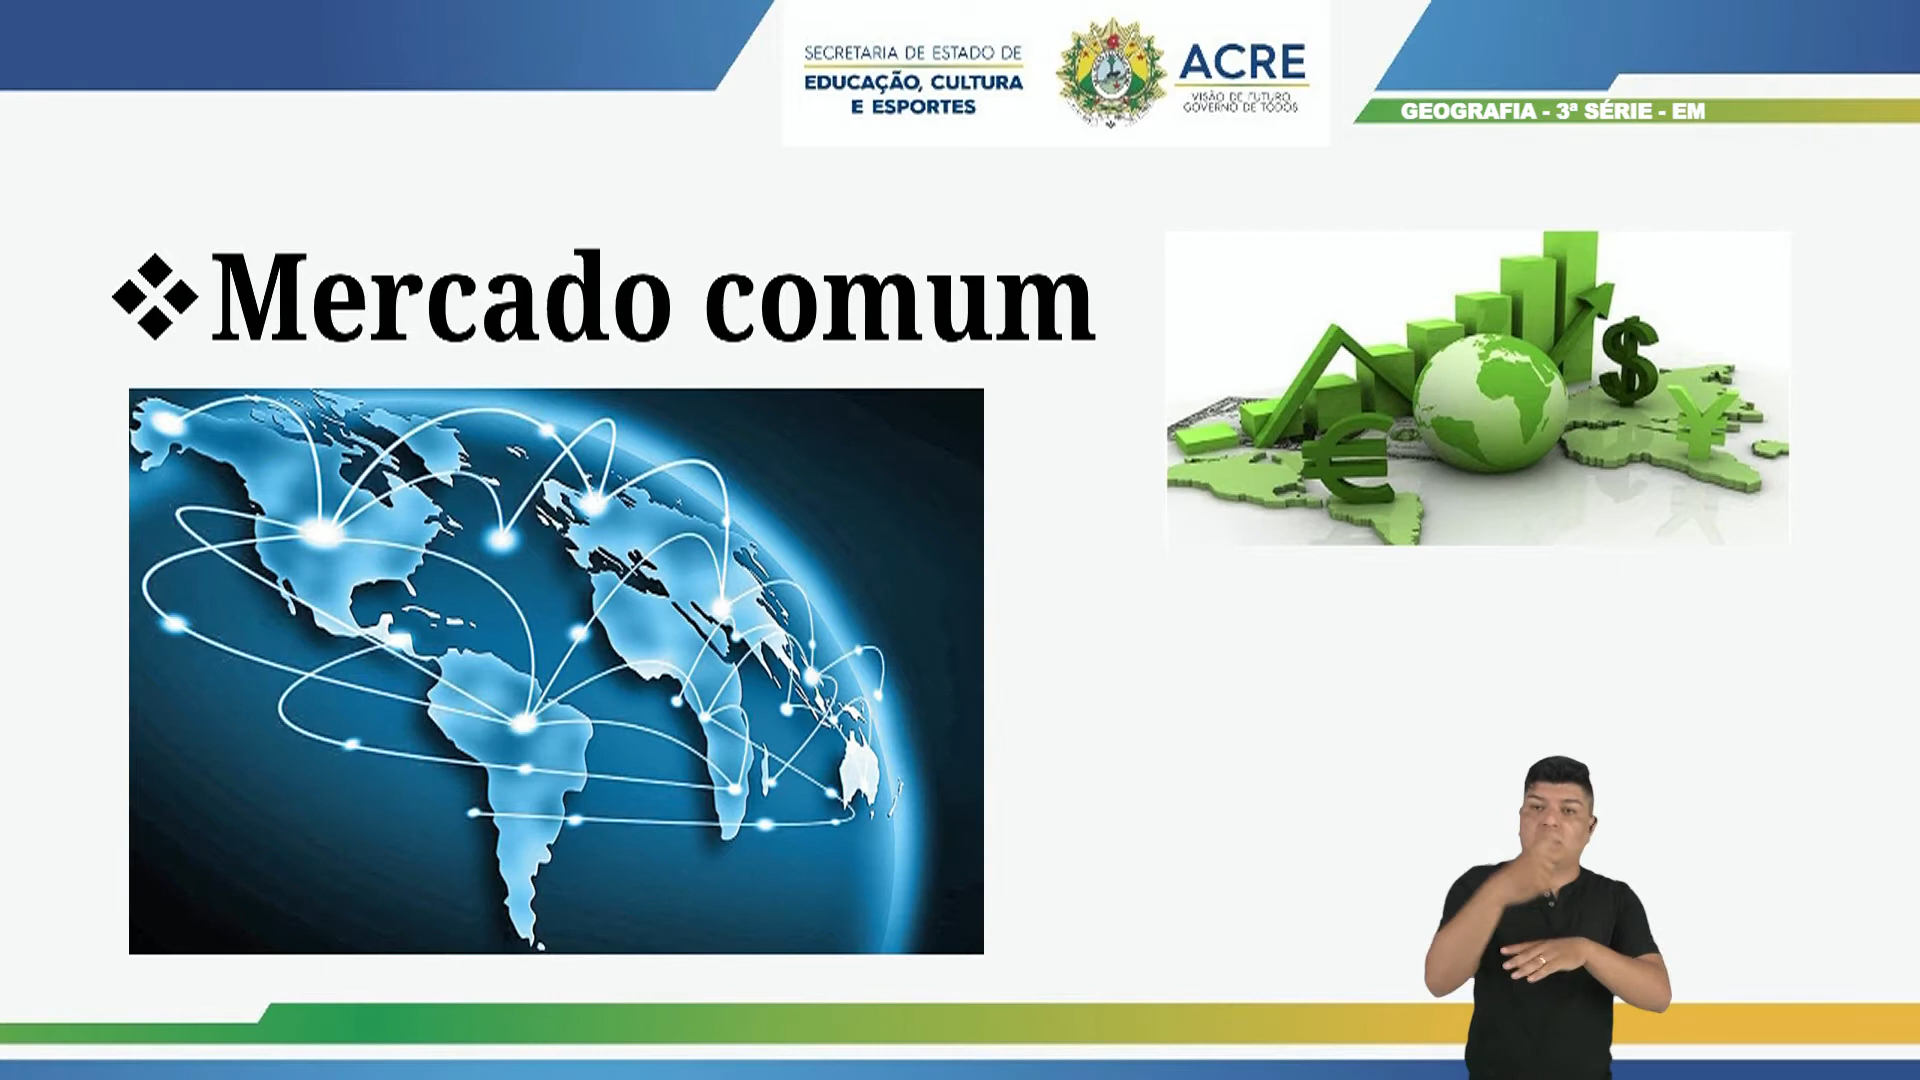 SECRETARIA DE ESTADO DE
EDUCAÇÃO, CULTURA
E ESPORTES
ACRE
VISÃO DE FUTURO
GOVERNO DE TODOS
GEOGRAFIA - 3ª SÉRIE - EM
❖Mercado comum
€
$
¥